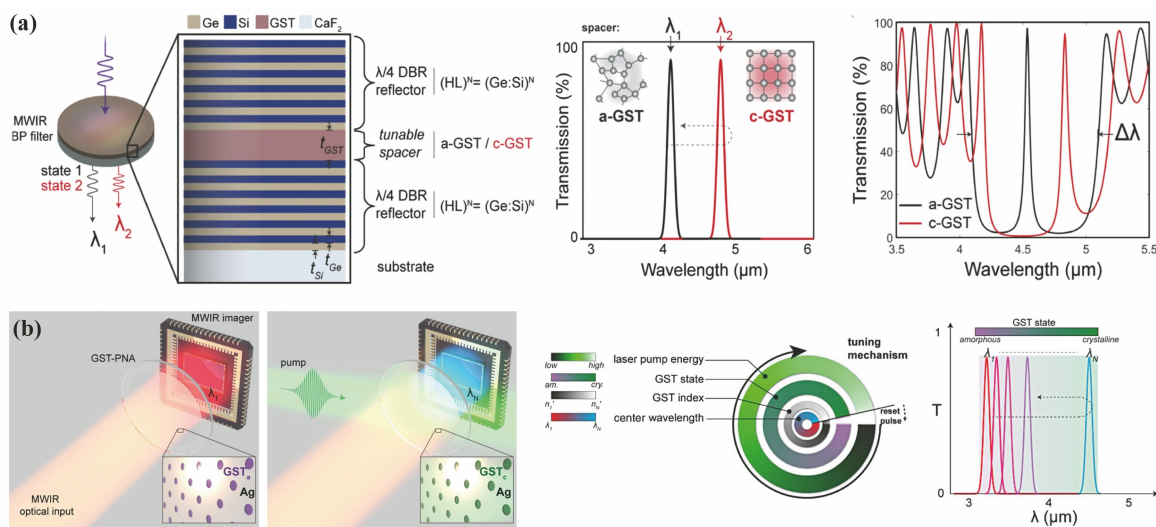 (a)
Ge Si GST CaF2
MWIR
BP filter
state 1
state 2
λ1
λ2
tGST
tSi
tGe
λ/4 DBR
reflector
(HL)^N= (Ge:Si)^N
tunable
spacer
a-GST / c-GST
λ/4 DBR
reflector
(HL)^N= (Ge:Si)^N
substrate
spacer:
λ1
λ2
100
0
Transmission (%)
a-GST
c-GST
3 4 5 6
Wavelength (μm)
100
80
60
40
20
0
Transmission (%)
Δλ
a-GST
c-GST
3.5 4 4.5 5 5.5
Wavelength (μm)
(b)
MWIR imager
GST-PNA
λ1
MWIR
optical input
GSTa
Ag
pump
λN
GSTc
Ag
low high
am. cry.
n1' nN'
λ1 λN
laser pump energy
GST state
GST index
center wavelength
tuning
mechanism
reset
pulse
GST state
amorphous crystalline
λ1 λN
1
T
0
3 4 5
λ (μm)